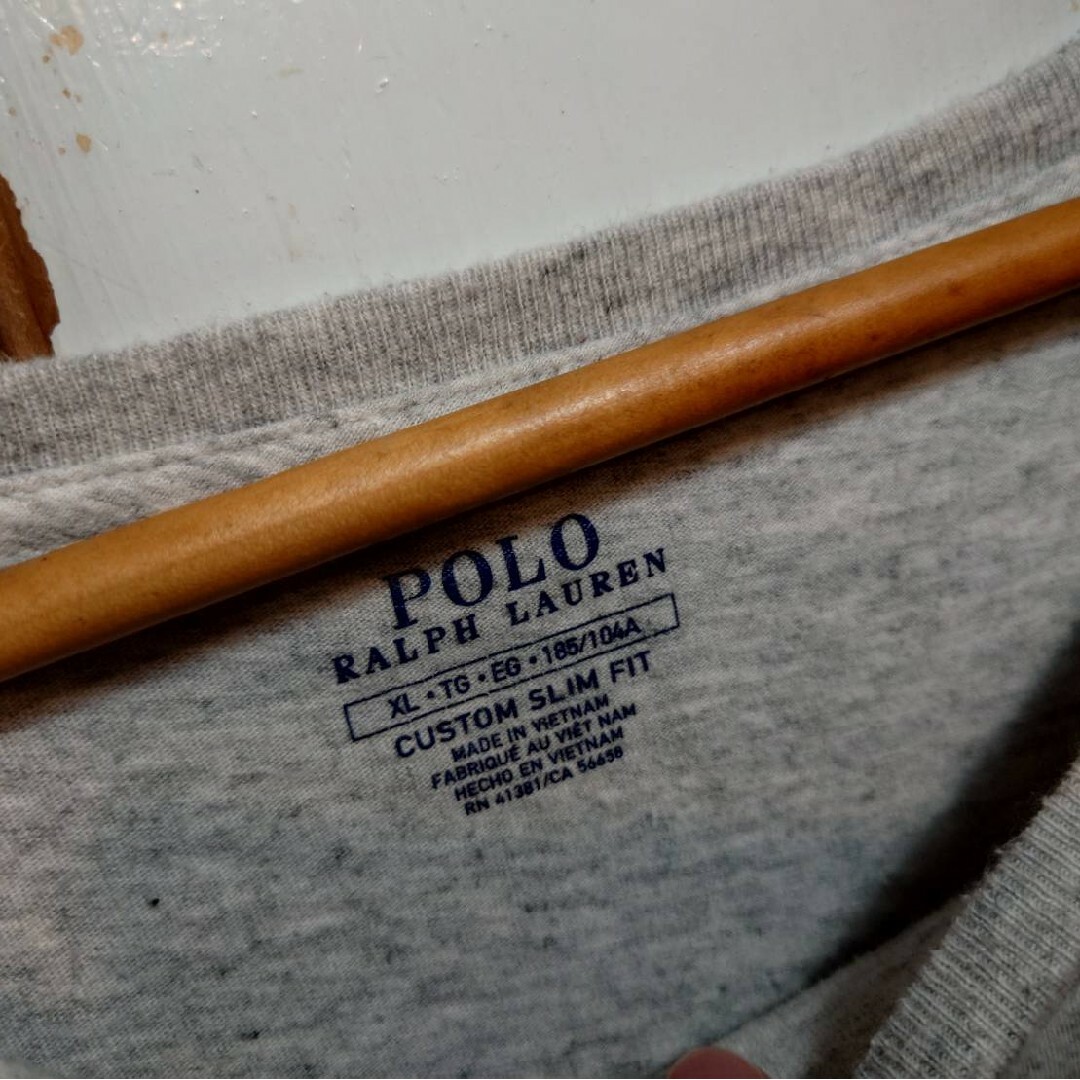 POLO
RALPH LAUREN
XL • TG • EG • 185/104A
CUSTOM SLIM FIT
MADE IN VIETNAM
FABRIQUÉ AU VIÊT NAM
HECHO EN VIETNAM
RN 41381/CA 56658